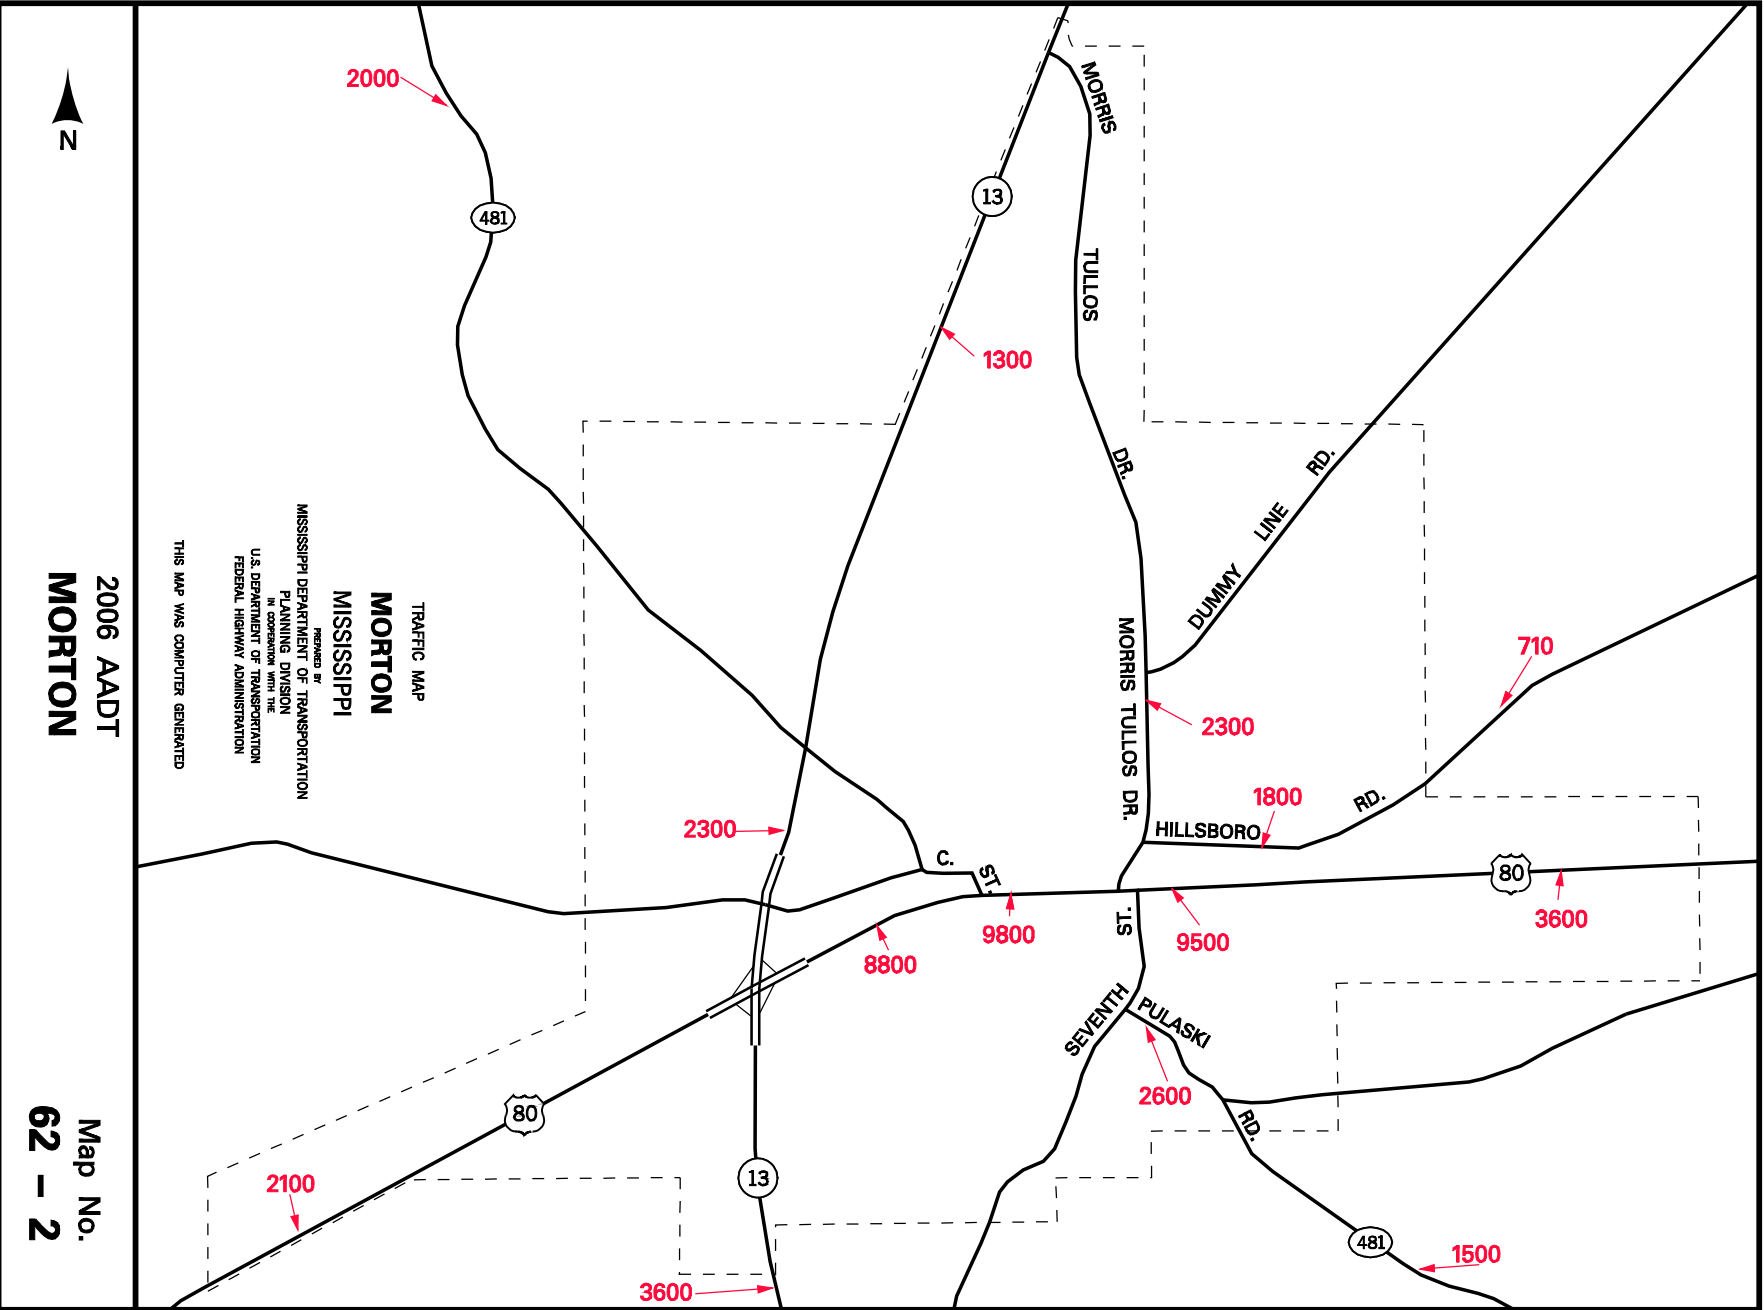 2000
481
13
MORRIS
TULLOS
DR.
1300
DUMMY
LINE
RD.
710
MORRIS TULLOS DR.
2300
1800
HILLSBORO
RD.
2300
C.
ST.
80
9800
9500
3600
8800
ST.
SEVENTH
PULASKI
2600
RD.
80
2100
13
3600
481
1500
TRAFFIC MAP
MORTON
MISSISSIPPI
PREPARED BY
MISSISSIPPI DEPARTMENT OF TRANSPORTATION
PLANNING DIVISION
IN COOPERATION WITH THE
U.S. DEPARTMENT OF TRANSPORTATION
FEDERAL HIGHWAY ADMINISTRATION
THIS MAP WAS COMPUTER GENERATED
N
2006 AADT
MORTON
Map No.
62 - 2